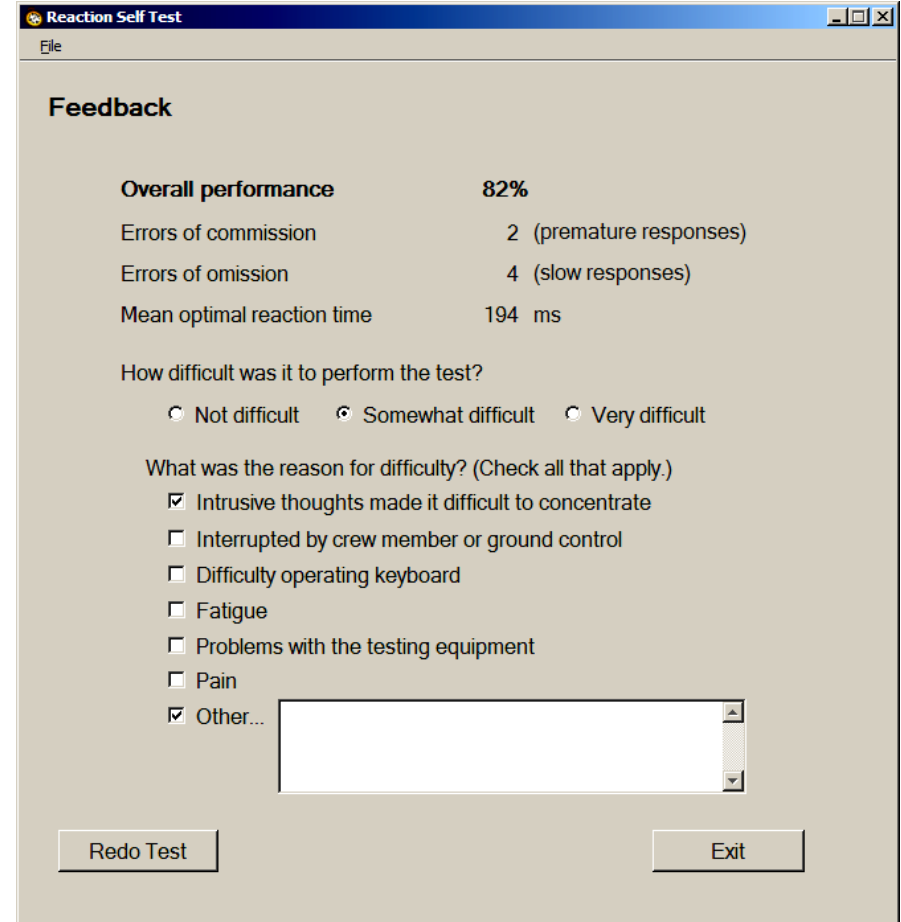 Reaction Self Test
File
Feedback
Overall performance 82%
Errors of commission 2 (premature responses)
Errors of omission 4 (slow responses)
Mean optimal reaction time 194 ms
How difficult was it to perform the test?
Not difficult Somewhat difficult Very difficult
What was the reason for difficulty? (Check all that apply.)
Intrusive thoughts made it difficult to concentrate
Interrupted by crew member or ground control
Difficulty operating keyboard
Fatigue
Problems with the testing equipment
Pain
Other...
Redo Test Exit